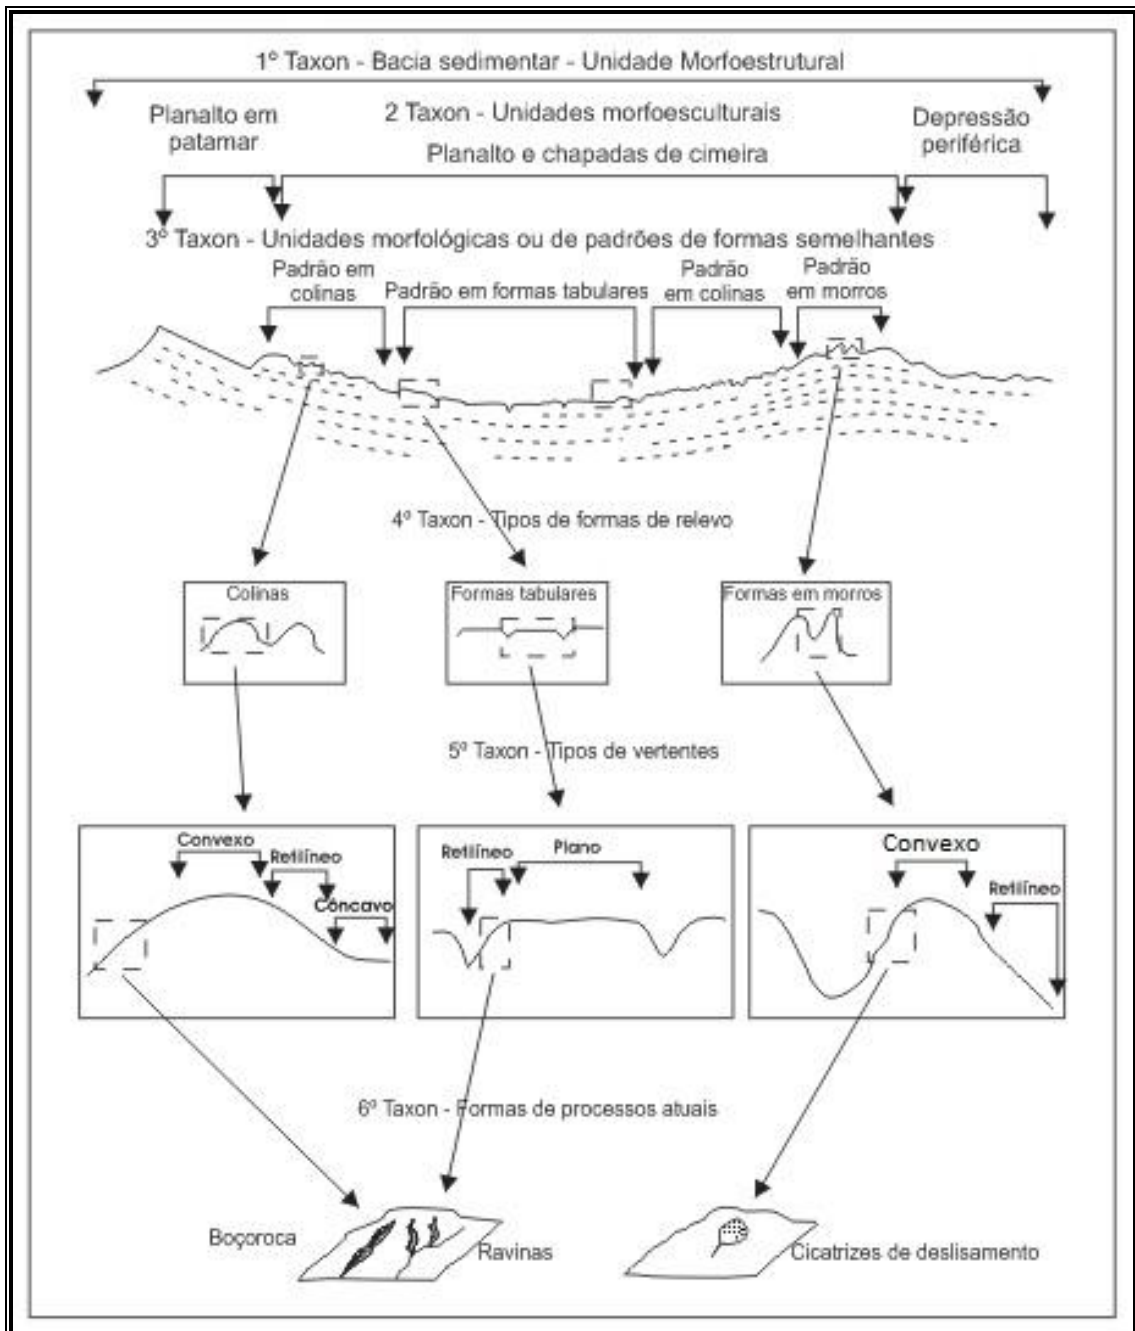 1º Taxon - Bacia sedimentar - Unidade Morfoestrutural
Planalto em
patamar
2 Taxon - Unidades morfoesculturais
Planalto e chapadas de cimeira
Depressão
periférica
3º Taxon - Unidades morfológicas ou de padrões de formas semelhantes
Padrão em
colinas
Padrão em formas tabulares
Padrão
em colinas
Padrão
em morros
4º Taxon - Tipos de formas de relevo
Colinas
Formas tabulares
Formas em morros
5º Taxon - Tipos de vertentes
Convexo
Retilíneo
Côncavo
Retilíneo
Plano
Convexo
Retilíneo
6º Taxon - Formas de processos atuais
Boçoroca
Ravinas
Cicatrizes de deslisamento